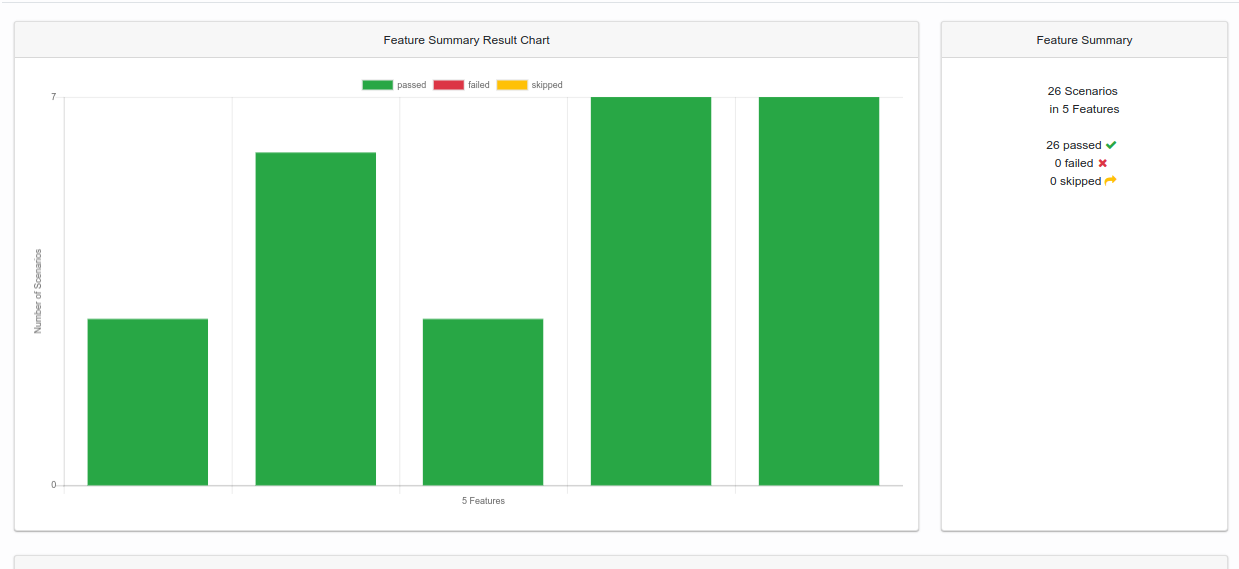 Feature Summary Result Chart
passed failed skipped
7
Number of Scenarios
0
5 Features
Feature Summary
26 Scenarios
in 5 Features
26 passed
0 failed
0 skipped